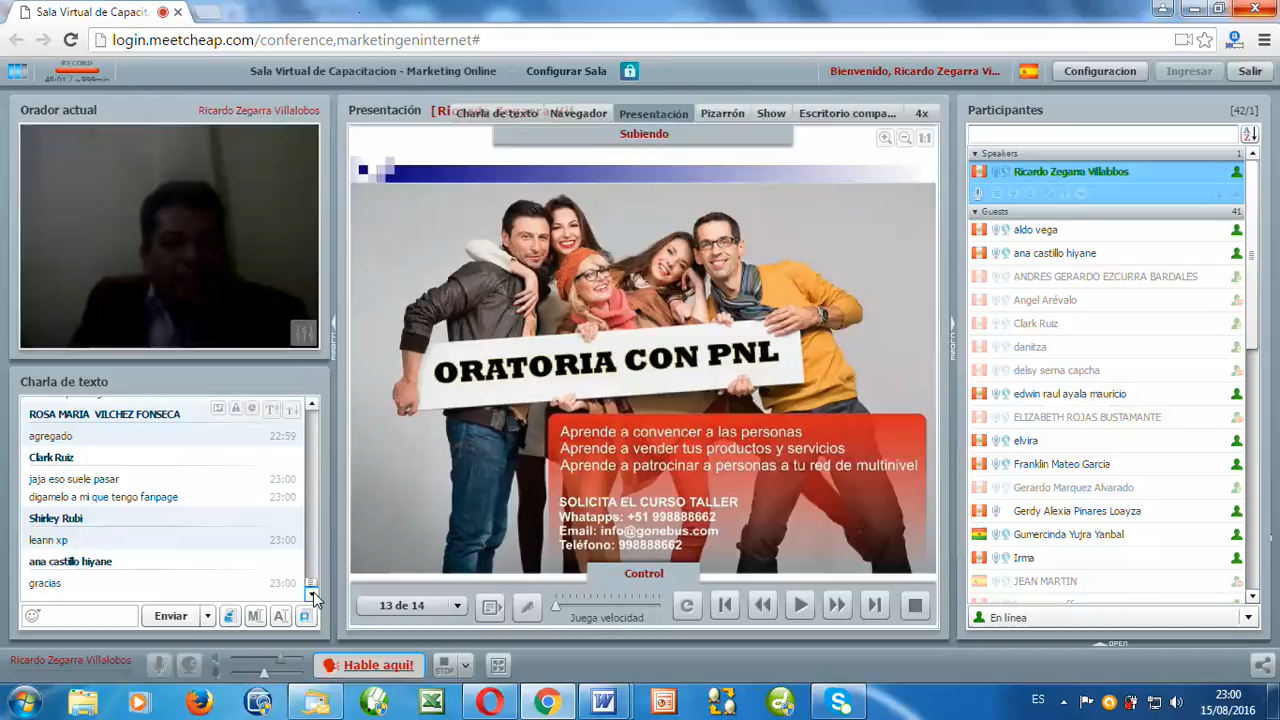 Sala Virtual de Capacitac
login.meetcheap.com/conference,marketingeninternet#
RECORD
Sala Virtual de Capacitacion - Marketing Online
Configurar Sala
Bienvenido, Ricardo Zegarra Vi...
Configuracion
Ingresar
Salir
Orador actual
Ricardo Zegarra Villalobos
Presentación
Charla de texto
Navegador
Presentación
Pizarrón
Show
Escritorio compa...
4x
Subiendo
1:1
ORATORIA CON PNL
Aprende a convencer a las personas
Aprende a vender tus productos y servicios
Aprende a patrocinar a personas a tu red de multinivel
SOLICITA EL CURSO TALLER
Whatapps: +51 998888662
Email: info@gonebus.com
Teléfono: 998888662
Control
13 de 14
Juega velocidad
Charla de texto
ROSA MARIA VILCHEZ FONSECA
agregado 22:59
Clark Ruiz
jaja eso suele pasar 23:00
digamelo a mi que tengo fanpage 23:00
Shirley Rubi
leann xp 23:00
ana castillo hiyane
gracias 23:00
Enviar
Participantes
[42/1]
Speakers 1
Ricardo Zegarra Villalobos
Guests 41
aldo vega
ana castillo hiyane
ANDRES GERARDO EZCURRA BARDALES
Angel Arévalo
Clark Ruiz
danitza
delsy serna capcha
edwin raul ayala mauricio
ELIZABETH ROJAS BUSTAMANTE
elvira
Franklin Mateo Garcia
Gerardo Marquez Alvarado
Gerdy Alexia Pinares Loayza
Gumercinda Yujra Yanbal
Irma
JEAN MARTIN
En línea
Ricardo Zegarra Villalobos
Hable aqui!
STOP
OPEN
ES
23:00
15/08/2016